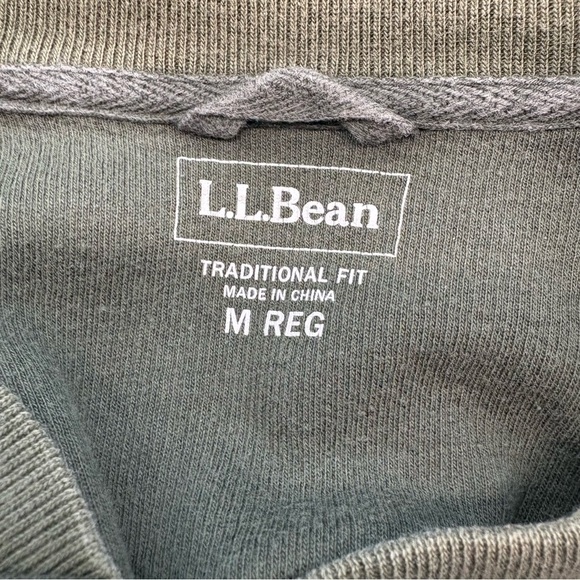 L.L.Bean
TRADITIONAL FIT
MADE IN CHINA
M REG